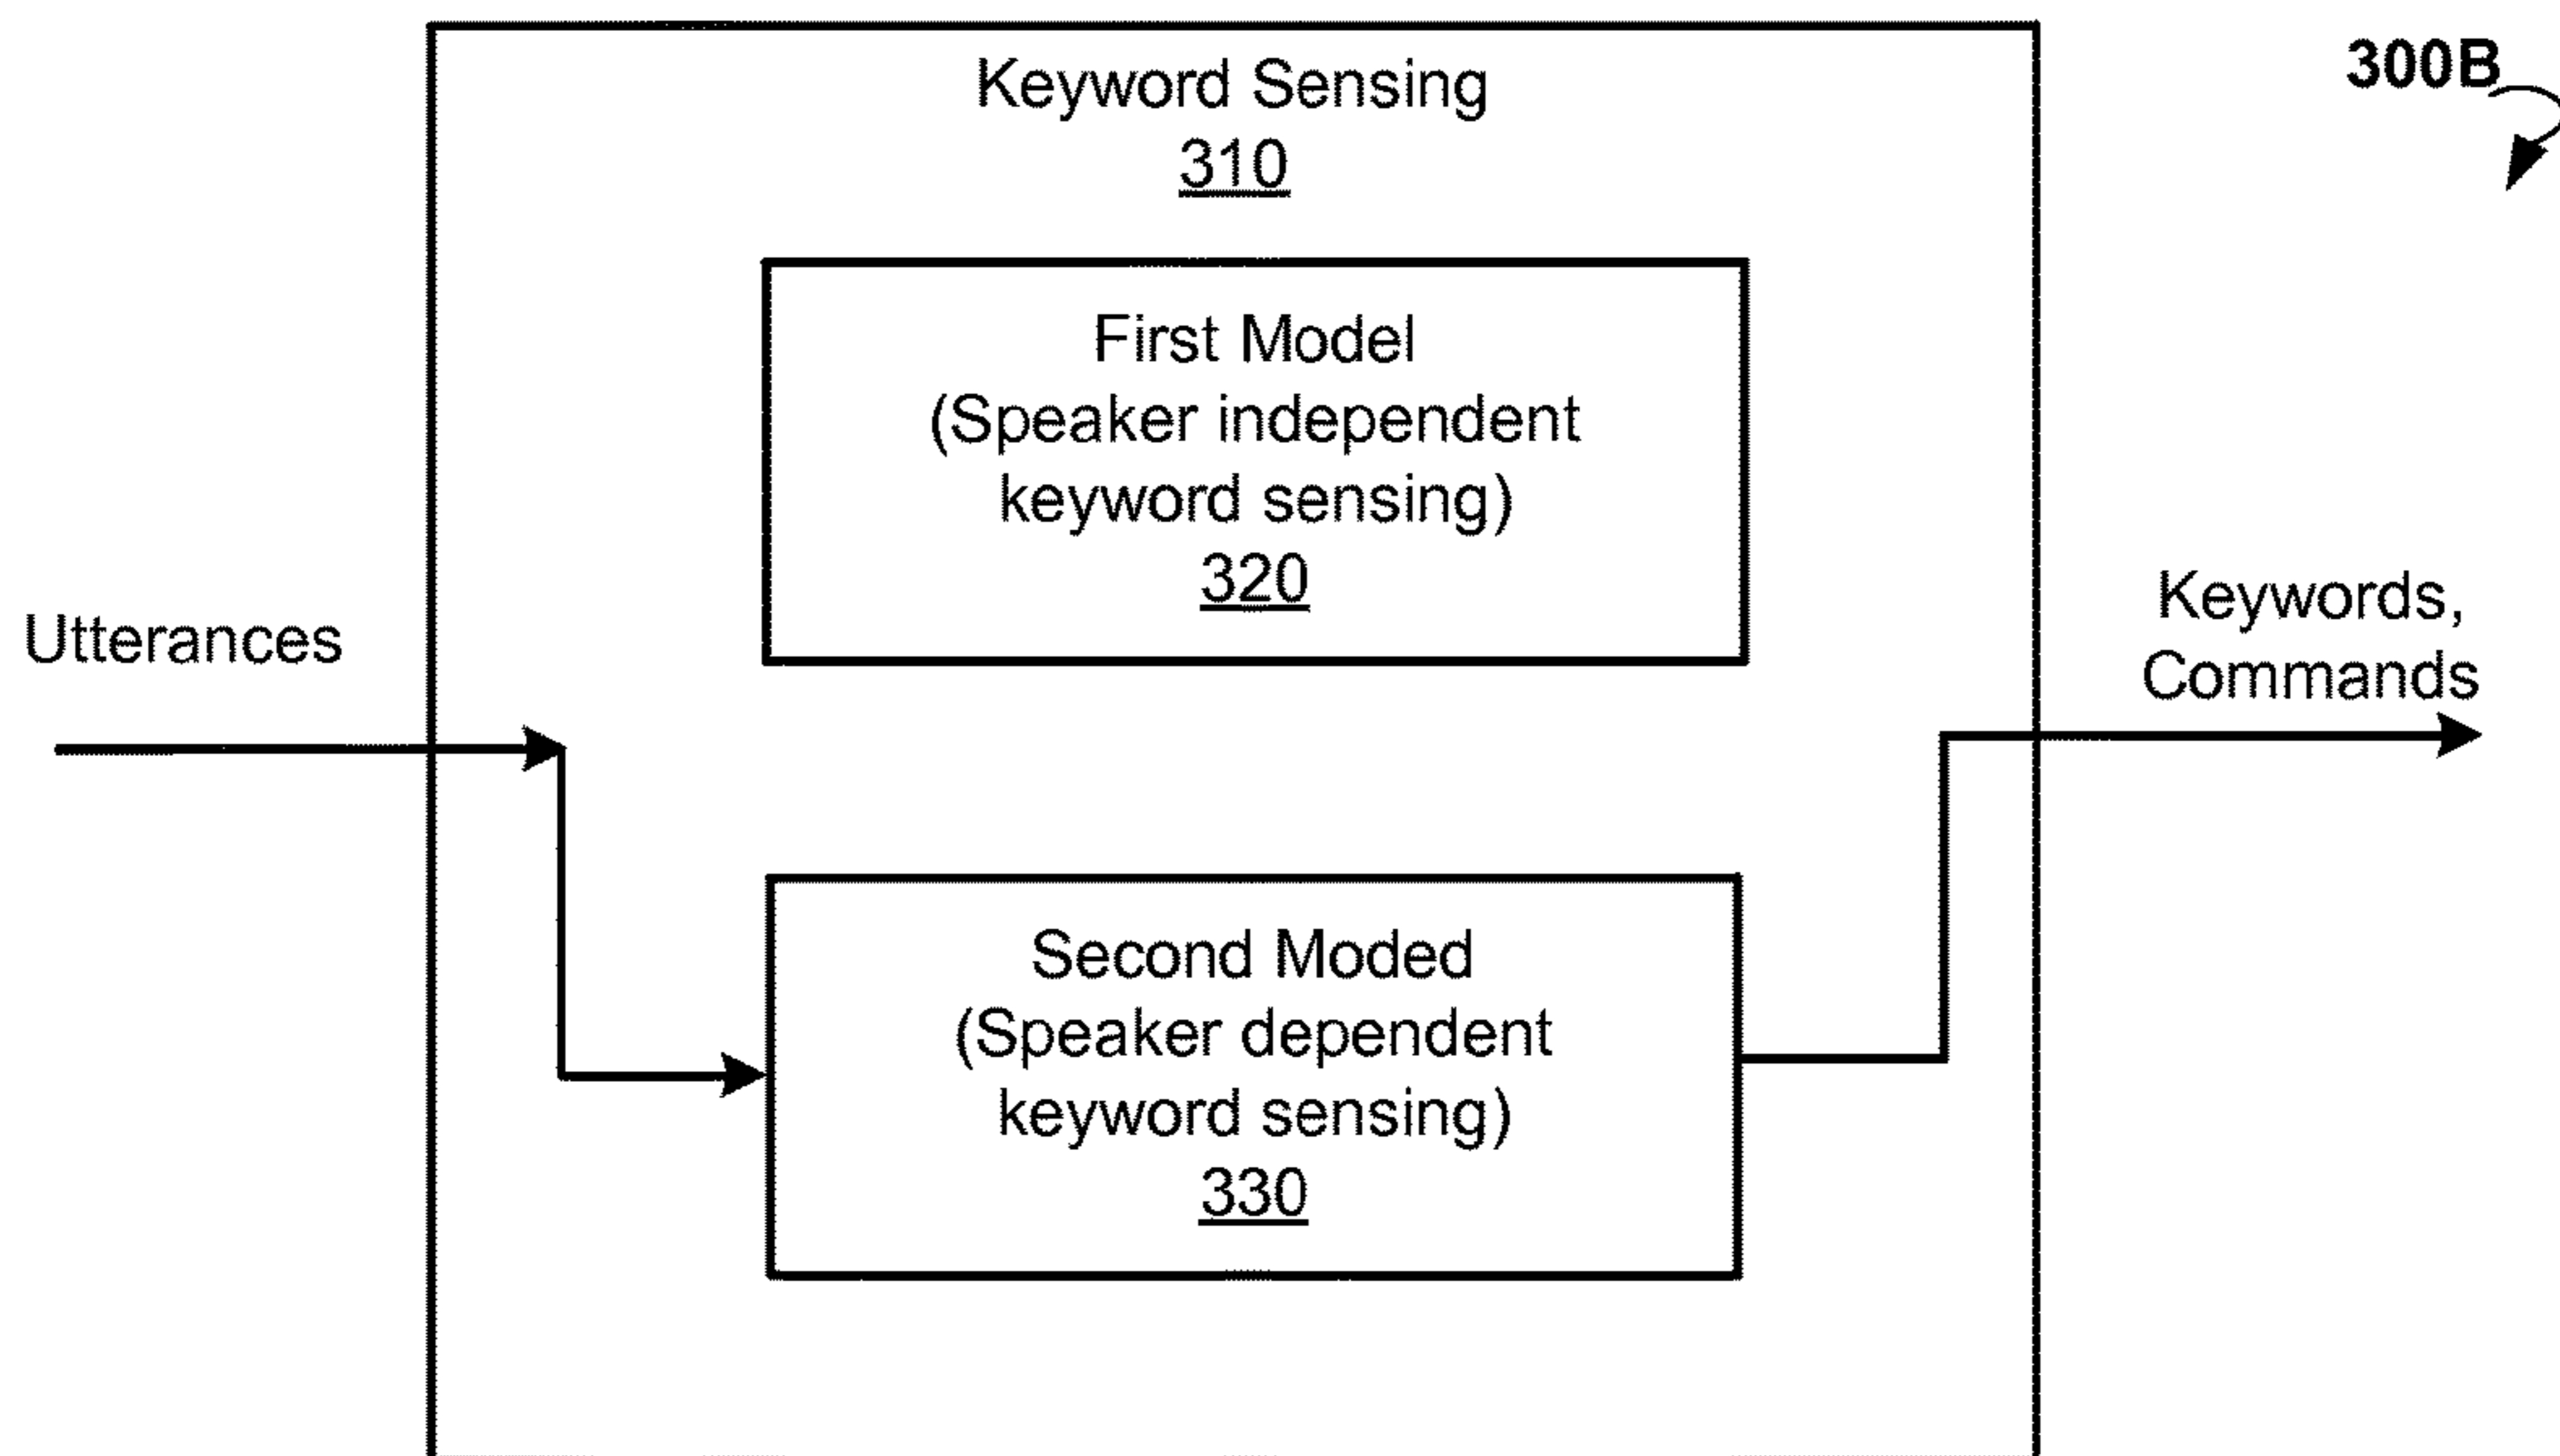 300B
Keyword Sensing
310
First Model
(Speaker independent
keyword sensing)
320
Utterances
Keywords,
Commands
Second Moded
(Speaker dependent
keyword sensing)
330